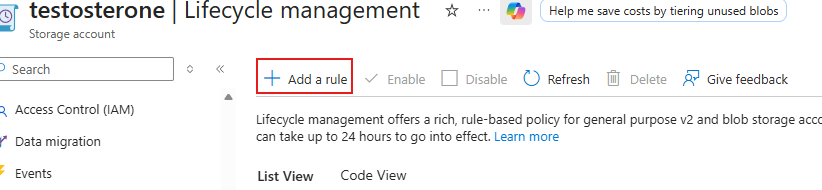 testosterone | Lifecycle management
Storage account
Help me save costs by tiering unused blobs
Search
Add a rule
Enable
Disable
Refresh
Delete
Give feedback
Access Control (IAM)
Data migration
Events
Lifecycle management offers a rich, rule-based policy for general purpose v2 and blob storage
can take up to 24 hours to go into effect. Learn more
List View
Code View